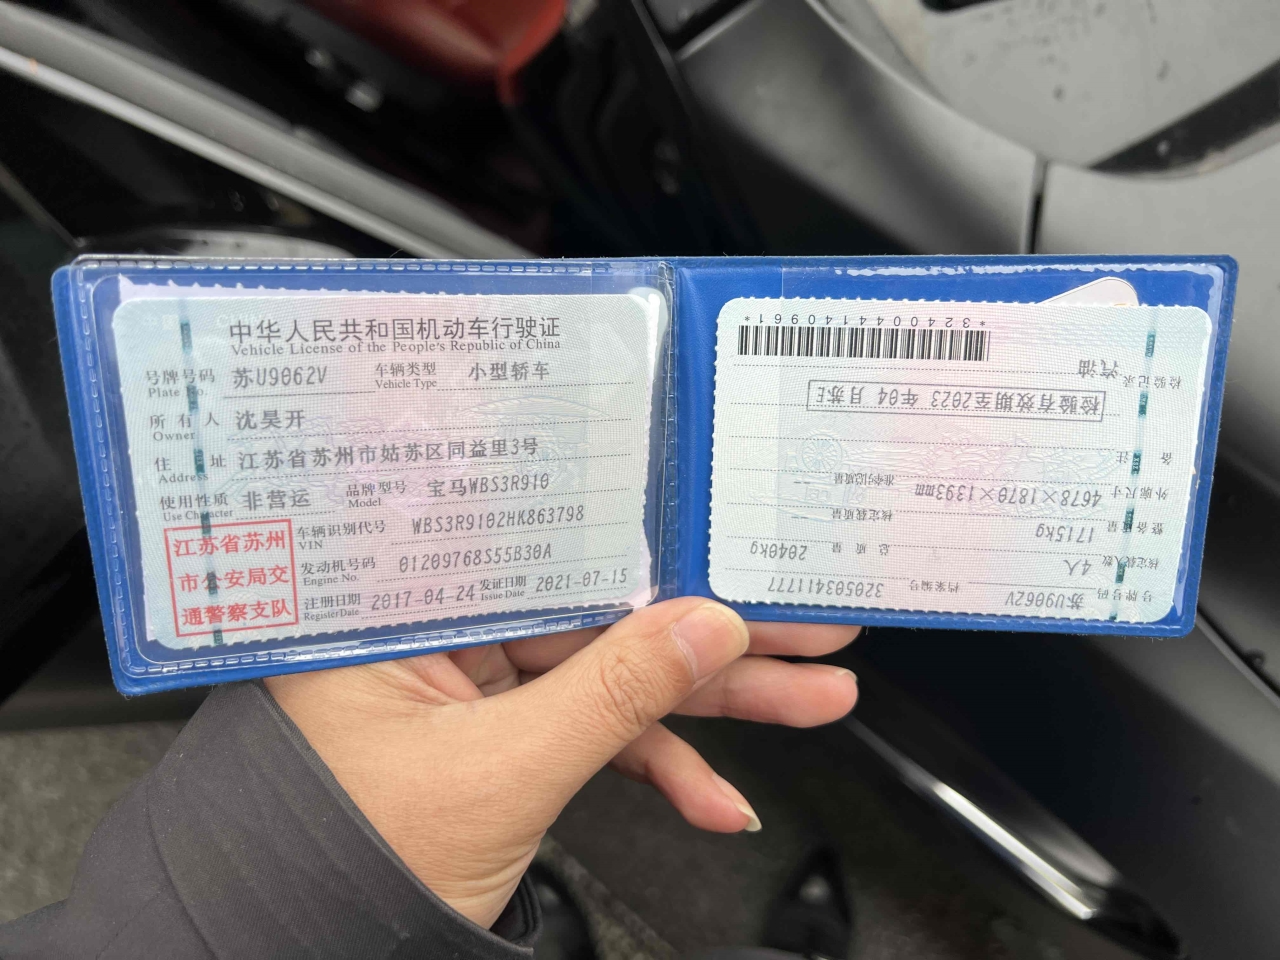 中华人民共和国机动车行驶证
Vehicle License of the People's Republic of China
号牌号码 Plate No. 苏U9062V 车辆类型 Vehicle Type 小型轿车
所有人 Owner 沈昊开
住址 Address 江苏省苏州市姑苏区同益里3号
使用性质 Use Character 非营运 品牌型号 Model 宝马WBS3R910
江苏省苏州
市公安局交
通警察支队
车辆识别代号 VIN WBS3R9102HK863798
发动机号码 Engine No. 01209768S55B30A
注册日期 Register Date 2017-04-24 发证日期 Issue Date 2021-07-15
号牌号码 苏U9062V 档案编号 320503411777
核定载人数 4人 总质量 2040kg
整备质量 1715kg 核定载质量 --
外廓尺寸 4678×1870×1393mm 准牵引总质量 --
备注
检验有效期至2023年04月苏E
检验记录 汽油
*3240044140961*